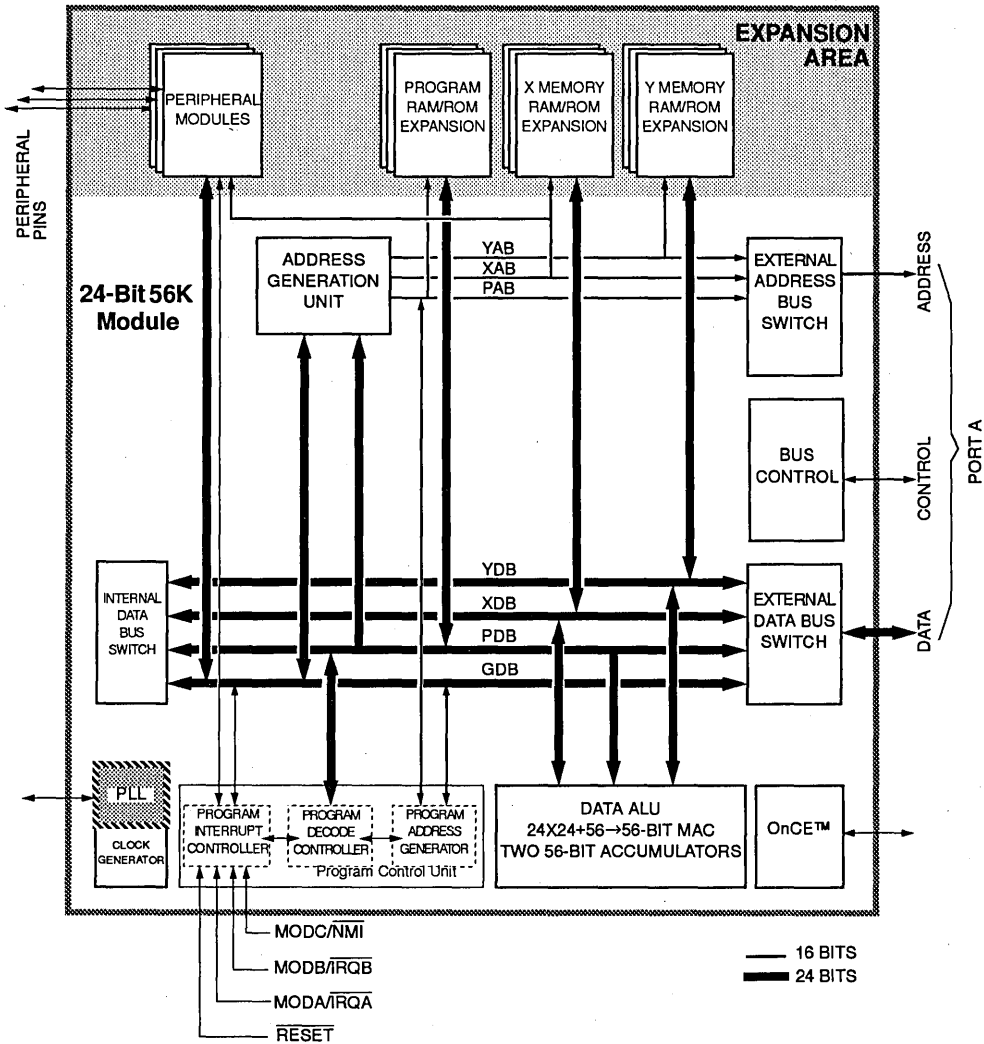 EXPANSION
AREA
PERIPHERAL
MODULES
PROGRAM
RAM/ROM
EXPANSION
X MEMORY
RAM/ROM
EXPANSION
Y MEMORY
RAM/ROM
EXPANSION
PERIPHERAL
PINS
24-Bit 56K
Module
ADDRESS
GENERATION
UNIT
YAB
XAB
PAB
EXTERNAL
ADDRESS
BUS
SWITCH
ADDRESS
BUS
CONTROL
CONTROL
PORT A
INTERNAL
DATA
BUS
SWITCH
YDB
XDB
PDB
GDB
EXTERNAL
DATA BUS
SWITCH
DATA
PLL
CLOCK
GENERATOR
PROGRAM
INTERRUPT
CONTROLLER
PROGRAM
DECODE
CONTROLLER
PROGRAM
ADDRESS
GENERATOR
Program Control Unit
DATA ALU
24X24+56→56-BIT MAC
TWO 56-BIT ACCUMULATORS
OnCE™
MODC/NMI
MODB/IRQB
MODA/IRQA
RESET
16 BITS
24 BITS